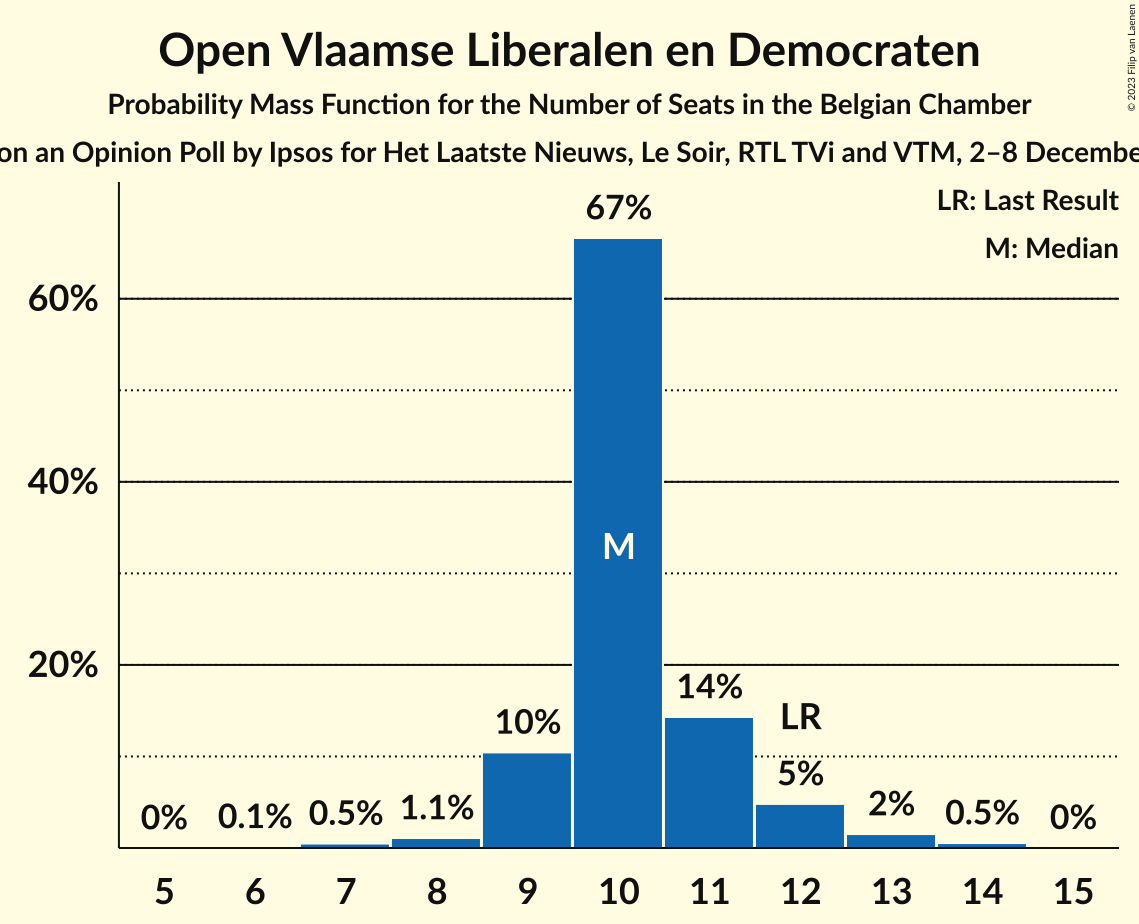 Open Vlaamse Liberalen en Democraten
Probability Mass Function for the Number of Seats in the Belgian Chamber
on an Opinion Poll by Ipsos for Het Laatste Nieuws, Le Soir, RTL TVi and VTM, 2–8 Decembe
© 2023 Filip van Laenen
LR: Last Result
M: Median
67%
60%
40%
M
20%
14%
LR
10%
5%
2%
0% 0.1% 0.5% 1.1% 0.5% 0%
5 6 7 8 9 10 11 12 13 14 15